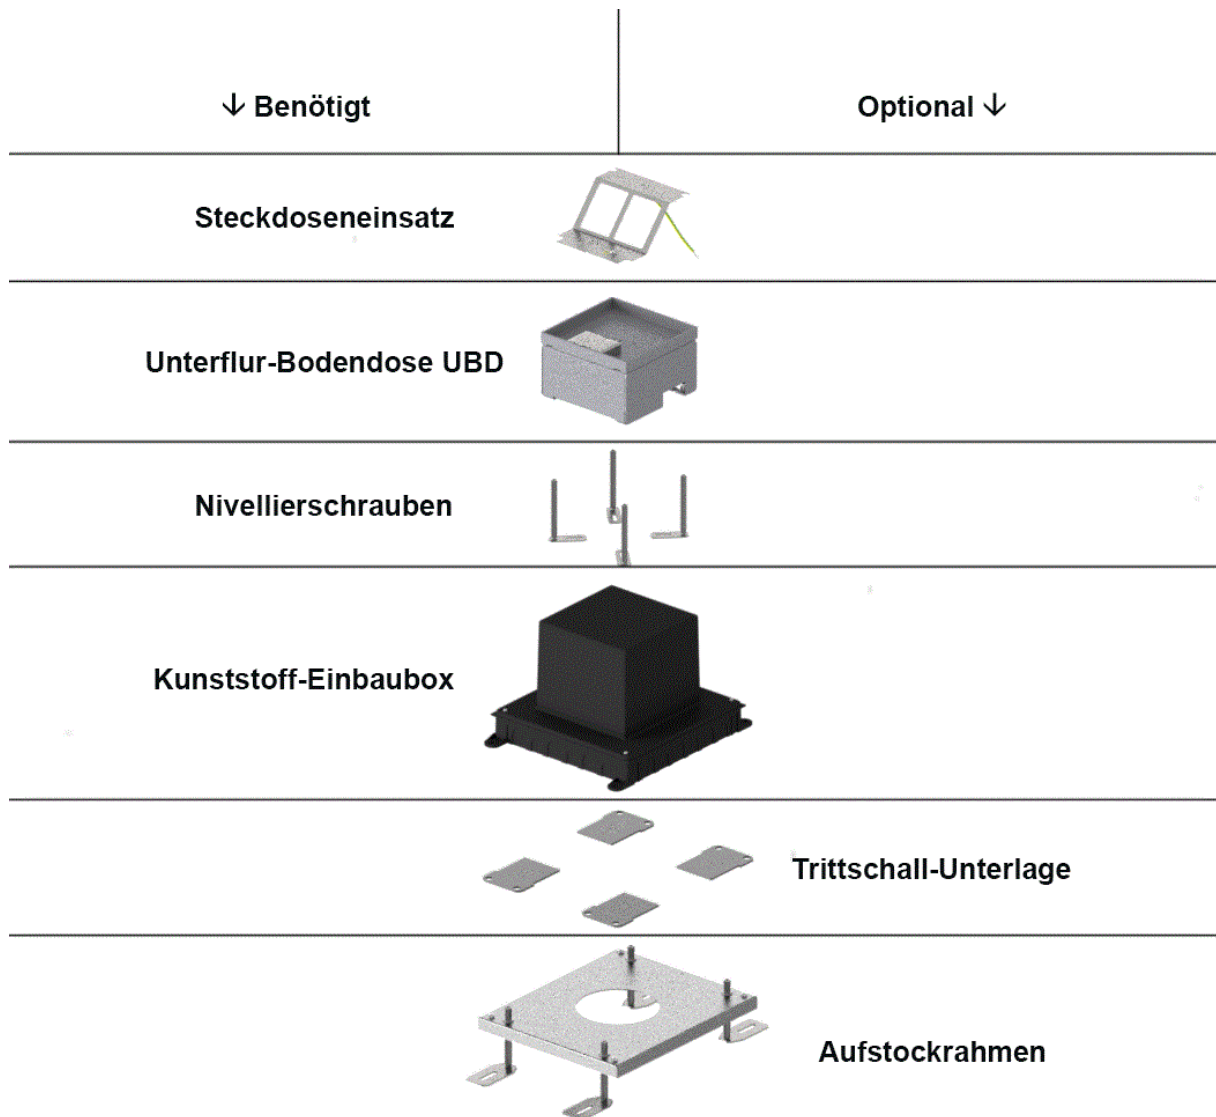 ↓ Benötigt
Optional ↓
Steckdoseneinsatz
Unterflur-Bodendose UBD
Nivellierschrauben
Kunststoff-Einbaubox
Trittschall-Unterlage
Aufstockrahmen